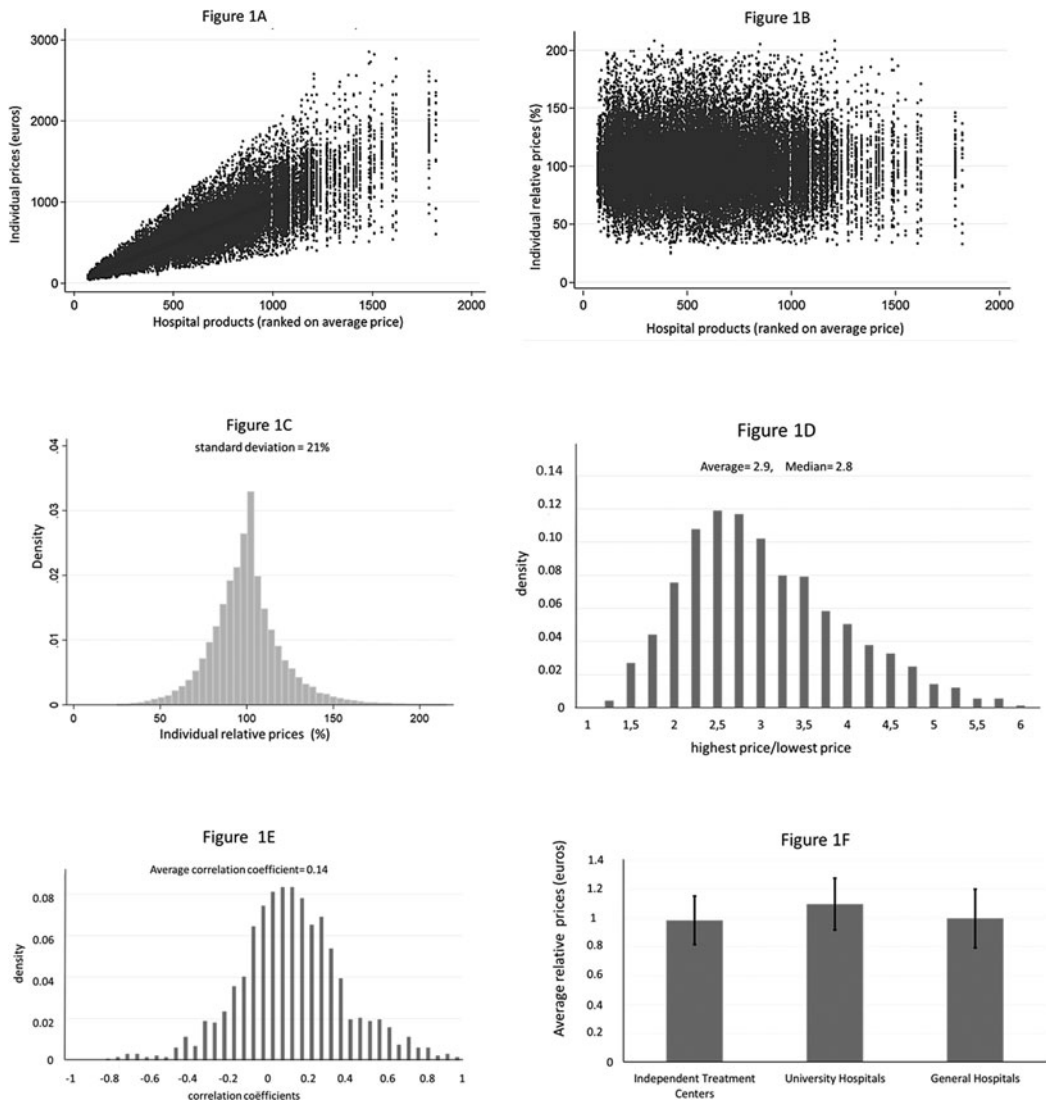 Figure 1A
3000
2000
1000
0
Individual prices (euros)
0 500 1000 1500 2000
Hospital products (ranked on average price)
Figure 1B
200
150
100
50
0
Individual relative prices (%)
0 500 1000 1500 2000
Hospital products (ranked on average price)
Figure 1C
standard deviation = 21%
.04
.03
.02
.01
0
Density
0 50 100 150 200
Individual relative prices (%)
Figure 1D
Average= 2.9, Median= 2.8
0.14
0.12
0.10
0.08
0.06
0.04
0.02
0
density
1 1,5 2 2,5 3 3,5 4 4,5 5 5,5 6
highest price/lowest price
Figure 1E
Average correlation coefficient= 0.14
0.08
0.06
0.04
0.02
0
density
-1 -0.8 -0.6 -0.4 -0.2 0 0.2 0.4 0.6 0.8 1
correlation coëfficients
Figure 1F
1.4
1.2
1
0.8
0.6
0.4
0.2
0
Average relative prices (euros)
Independent Treatment
Centers
University Hospitals
General Hospitals